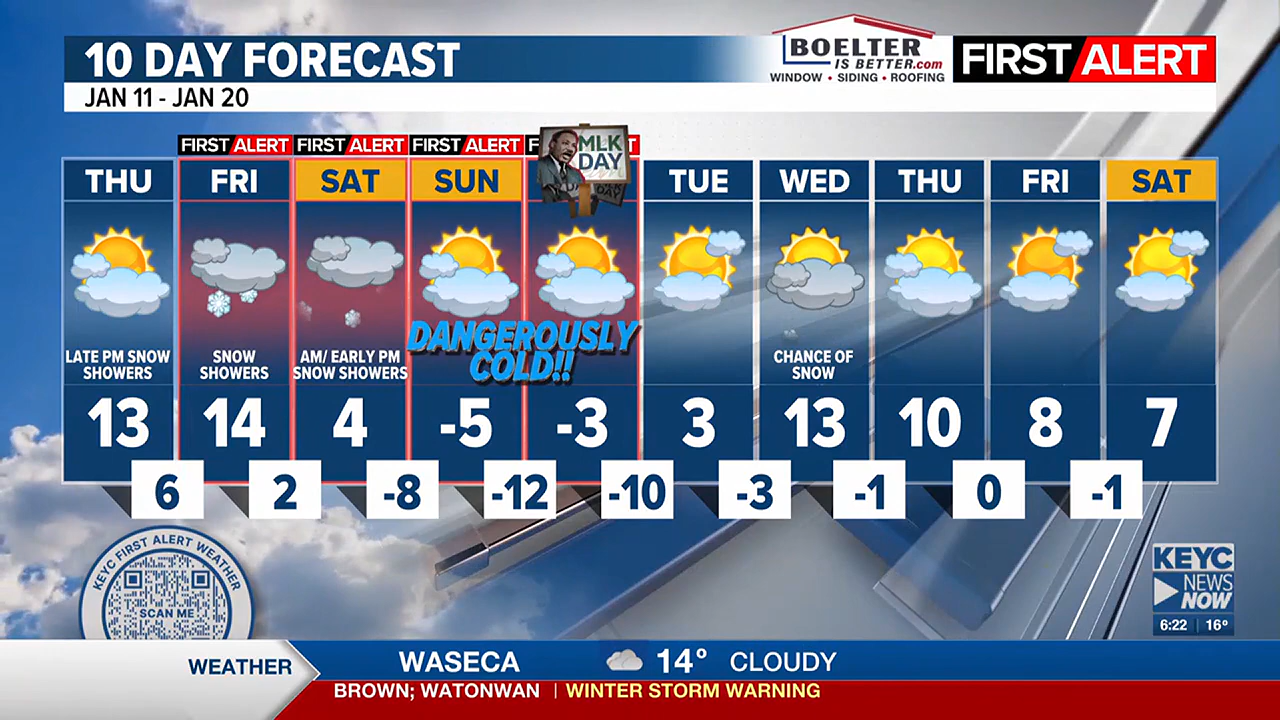 10 DAY FORECAST
JAN 11 - JAN 20
BOELTER
IS BETTER.com
WINDOW • SIDING • ROOFING
FIRST ALERT
FIRST ALERT
FIRST ALERT
FIRST ALERT
MLK
DAY
THU
FRI
SAT
SUN
TUE
WED
THU
FRI
SAT
LATE PM SNOW
SHOWERS
SNOW
SHOWERS
AM/ EARLY PM
SNOW SHOWERS
DANGEROUSLY
COLD!!
CHANCE OF
SNOW
13
14
4
-5
-3
3
13
10
8
7
6
2
-8
-12
-10
-3
-1
0
-1
KEYC FIRST ALERT WEATHER
SCAN ME
KEYC
NEWS
NOW
6:22 16°
WEATHER
WASECA
14° CLOUDY
BROWN; WATONWAN | WINTER STORM WARNING